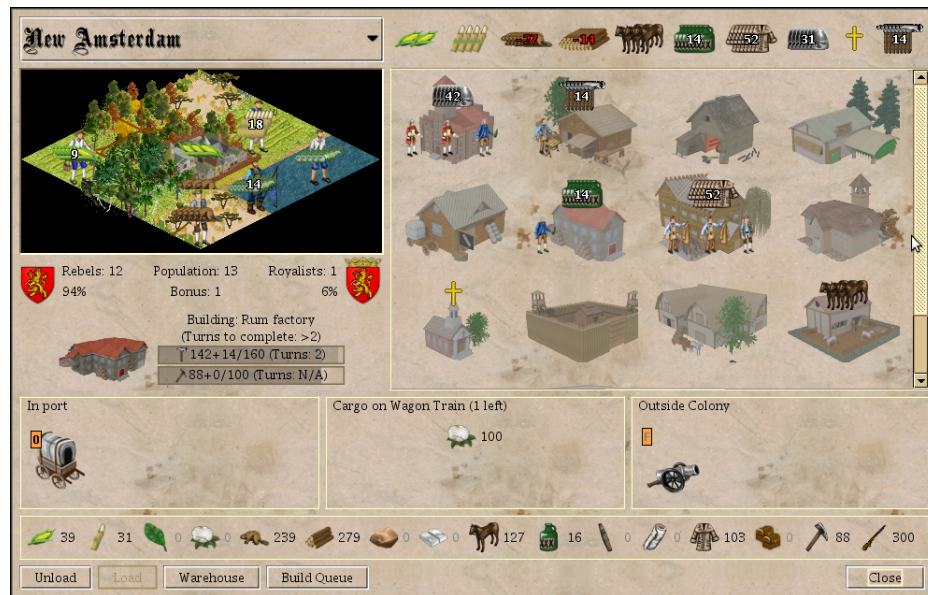 New Amsterdam
-27
-14
14
52
31
14
18
9
14
42
14
14
52
Rebels: 12
Population: 13
Royalists: 1
94%
Bonus: 1
6%
Building: Rum factory
(Turns to complete: >2)
142+14/160 (Turns: 2)
88+0/100 (Turns: N/A)
In port
Cargo on Wagon Train (1 left)
Outside Colony
0
100
F
39
31
0
0
239
279
0
0
127
16
0
0
103
0
88
300
Unload
Load
Warehouse
Build Queue
Close